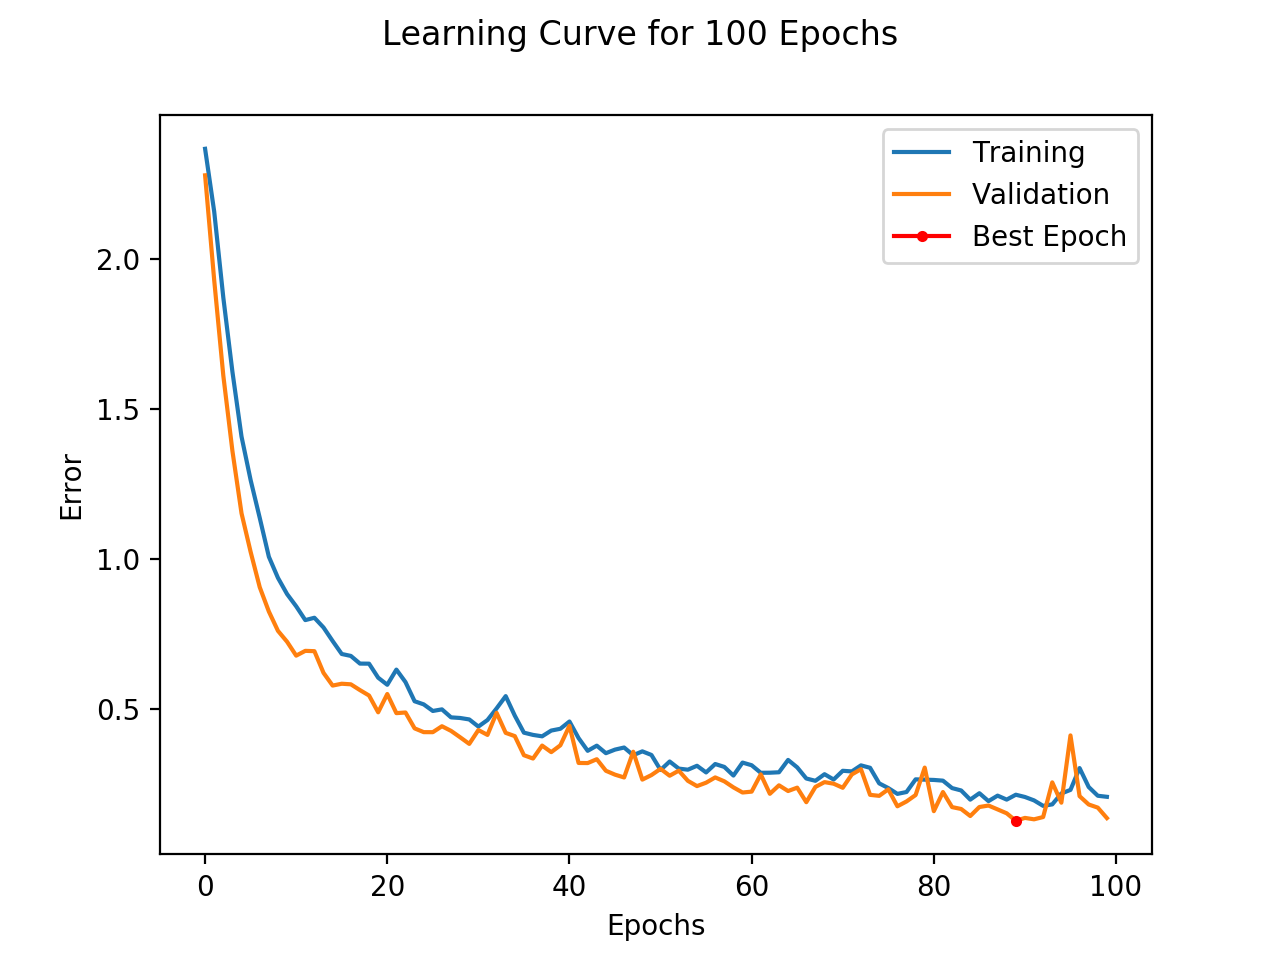 Learning Curve for 100 Epochs
Training
Validation
Best Epoch
2.0
1.5
1.0
0.5
Error
0 20 40 60 80 100
Epochs